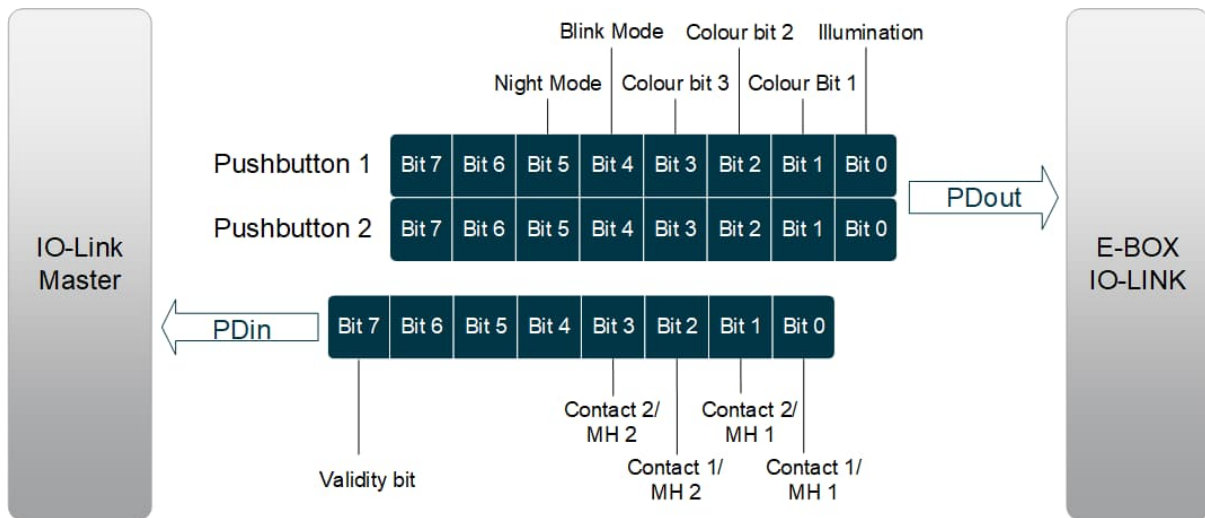 Blink Mode
Colour bit 2
Illumination
Night Mode
Colour bit 3
Colour Bit 1
Pushbutton 1
Bit 7 Bit 6 Bit 5 Bit 4 Bit 3 Bit 2 Bit 1 Bit 0
Pushbutton 2
Bit 7 Bit 6 Bit 5 Bit 4 Bit 3 Bit 2 Bit 1 Bit 0
PDout
IO-Link
Master
E-BOX
IO-LINK
PDin
Bit 7 Bit 6 Bit 5 Bit 4 Bit 3 Bit 2 Bit 1 Bit 0
Contact 2/
MH 2
Contact 2/
MH 1
Validity bit
Contact 1/
MH 2
Contact 1/
MH 1